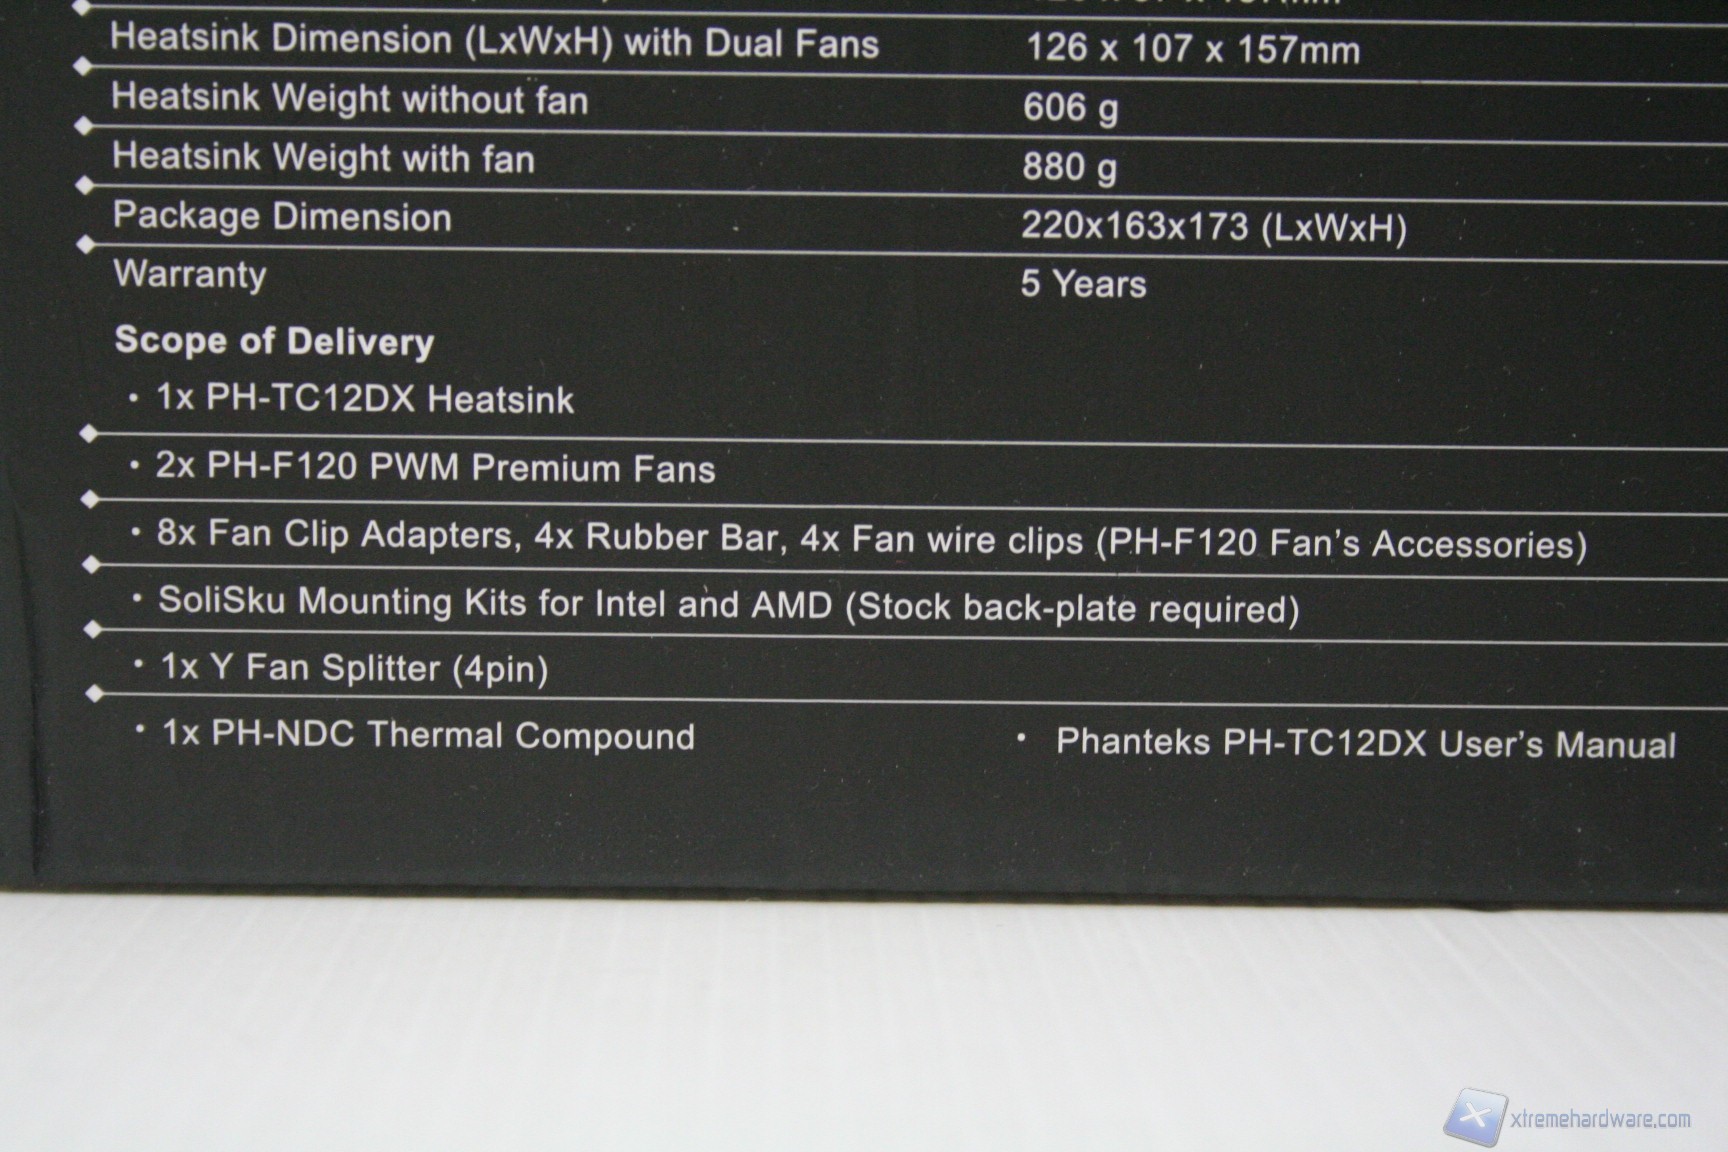 Heatsink Dimension (LxWxH) with Dual Fans 126 x 107 x 157mm
Heatsink Weight without fan 606 g
Heatsink Weight with fan 880 g
Package Dimension 220x163x173 (LxWxH)
Warranty 5 Years
Scope of Delivery
· 1x PH-TC12DX Heatsink
· 2x PH-F120 PWM Premium Fans
· 8x Fan Clip Adapters, 4x Rubber Bar, 4x Fan wire clips (PH-F120 Fan's Accessories)
· SoliSku Mounting Kits for Intel and AMD (Stock back-plate required)
· 1x Y Fan Splitter (4pin)
· 1x PH-NDC Thermal Compound · Phanteks PH-TC12DX User's Manual
xtremehardware.com